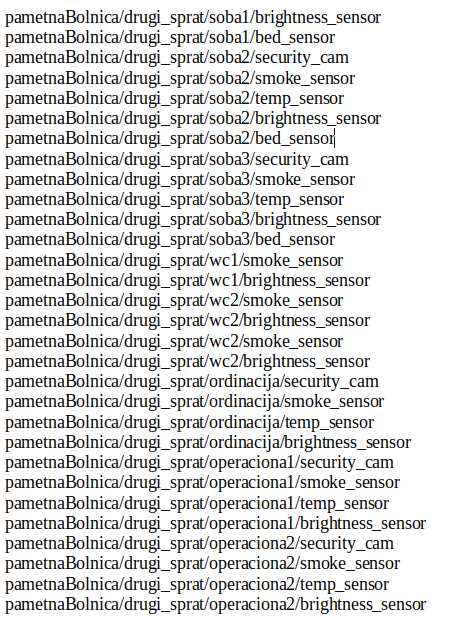 pametnaBolnica/drugi_sprat/soba1/brightness_sensor
pametnaBolnica/drugi_sprat/soba1/bed_sensor
pametnaBolnica/drugi_sprat/soba2/security_cam
pametnaBolnica/drugi_sprat/soba2/smoke_sensor
pametnaBolnica/drugi_sprat/soba2/temp_sensor
pametnaBolnica/drugi_sprat/soba2/brightness_sensor
pametnaBolnica/drugi_sprat/soba2/bed_sensor
pametnaBolnica/drugi_sprat/soba3/security_cam
pametnaBolnica/drugi_sprat/soba3/smoke_sensor
pametnaBolnica/drugi_sprat/soba3/temp_sensor
pametnaBolnica/drugi_sprat/soba3/brightness_sensor
pametnaBolnica/drugi_sprat/soba3/bed_sensor
pametnaBolnica/drugi_sprat/wc1/smoke_sensor
pametnaBolnica/drugi_sprat/wc1/brightness_sensor
pametnaBolnica/drugi_sprat/wc2/smoke_sensor
pametnaBolnica/drugi_sprat/wc2/brightness_sensor
pametnaBolnica/drugi_sprat/wc2/smoke_sensor
pametnaBolnica/drugi_sprat/wc2/brightness_sensor
pametnaBolnica/drugi_sprat/ordinacija/security_cam
pametnaBolnica/drugi_sprat/ordinacija/smoke_sensor
pametnaBolnica/drugi_sprat/ordinacija/temp_sensor
pametnaBolnica/drugi_sprat/ordinacija/brightness_sensor
pametnaBolnica/drugi_sprat/operaciona1/security_cam
pametnaBolnica/drugi_sprat/operaciona1/smoke_sensor
pametnaBolnica/drugi_sprat/operaciona1/temp_sensor
pametnaBolnica/drugi_sprat/operaciona1/brightness_sensor
pametnaBolnica/drugi_sprat/operaciona2/security_cam
pametnaBolnica/drugi_sprat/operaciona2/smoke_sensor
pametnaBolnica/drugi_sprat/operaciona2/temp_sensor
pametnaBolnica/drugi_sprat/operaciona2/brightness_sensor